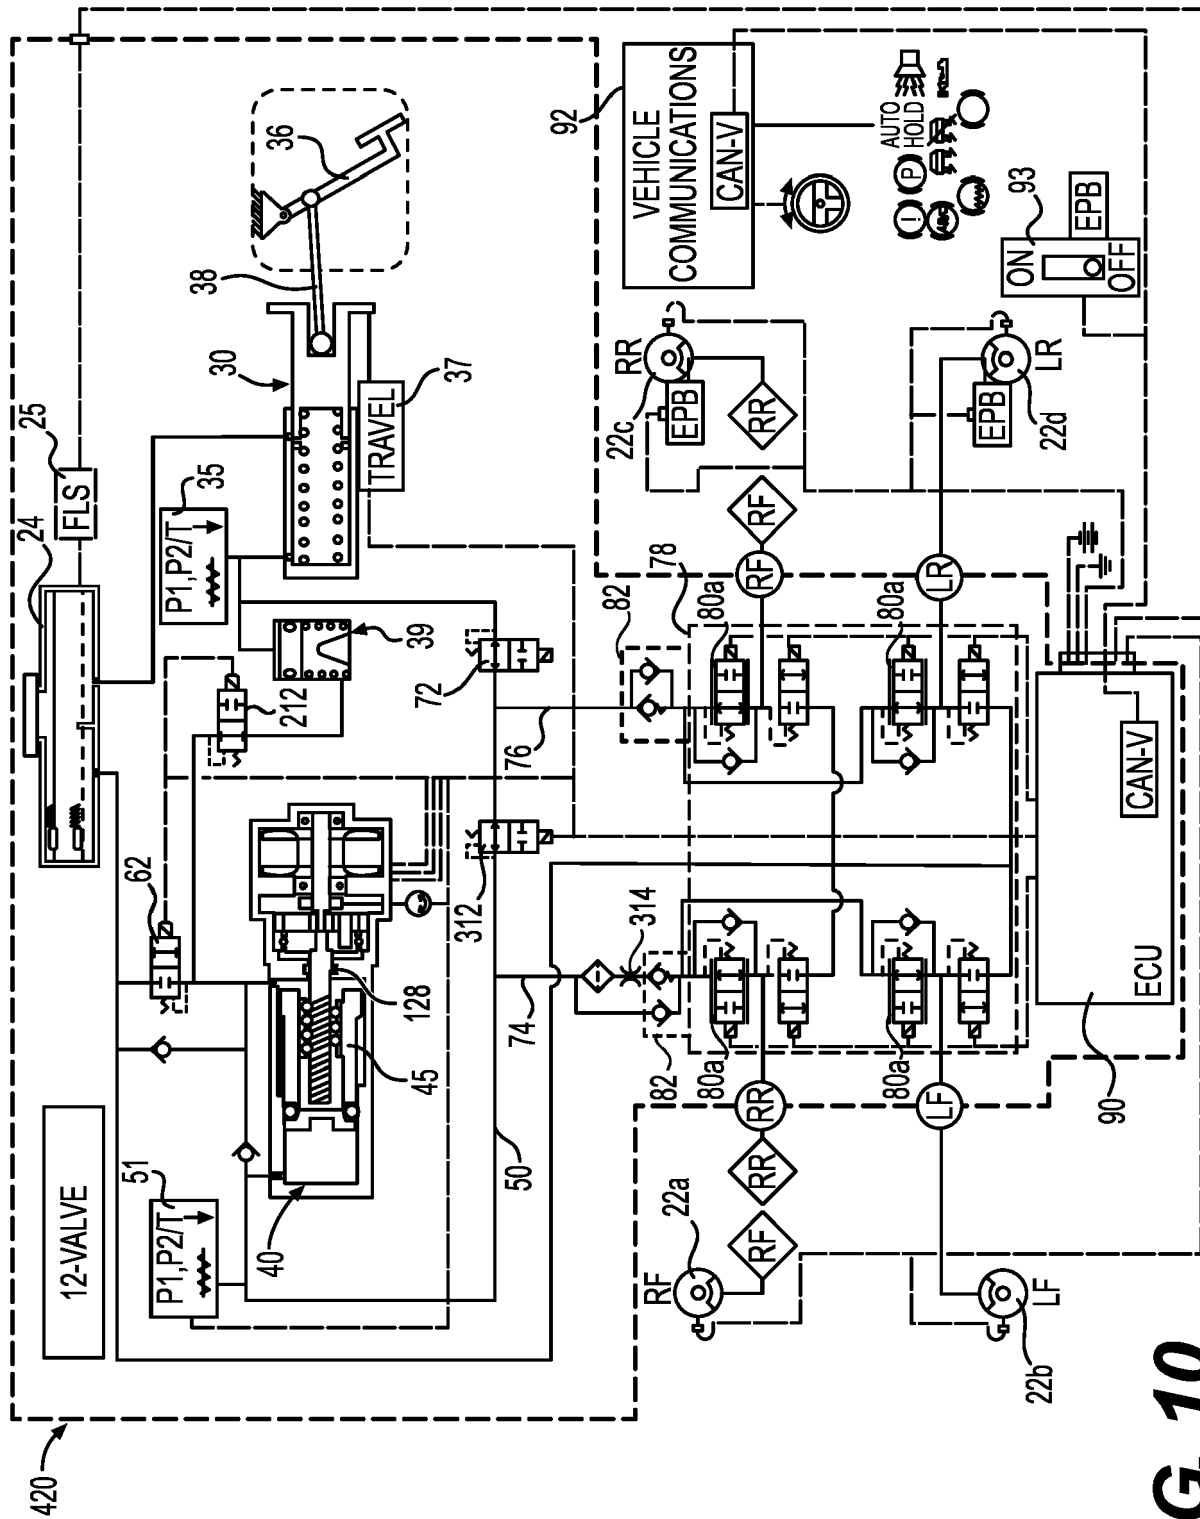 420
12-VALVE
P1,P2/T
51
62
24
FLS
25
P1,P2/T
35
30
38
36
TRAVEL
37
39
212
40
45
128
50
74
312
314
76
72
82
82
78
80a
80a
80a
80a
RF
LR
RR
LF
RF
RR
RR
RF
RR
22c
EPB
LR
22d
EPB
RF
22a
LF
22b
92
VEHICLE
COMMUNICATIONS
CAN-V
AUTO
HOLD
P
!
ABC
93
ON
OFF
EPB
CAN-V
ECU
90
G. 10